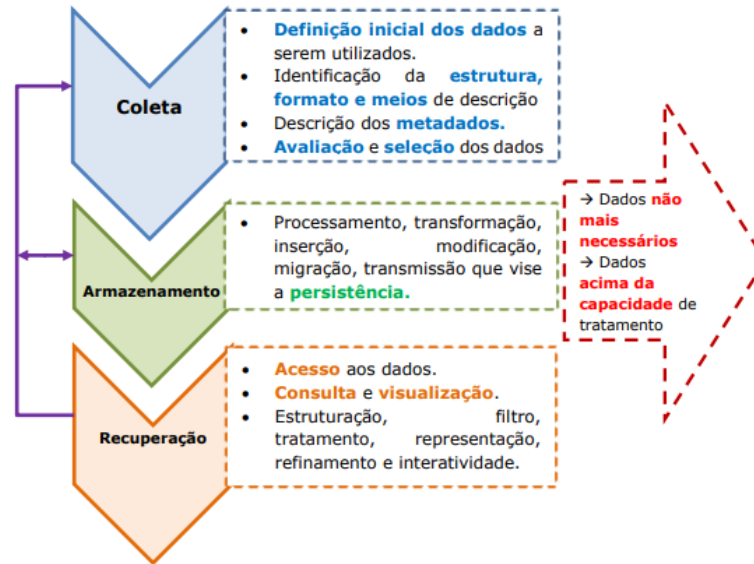 Coleta
• Definição inicial dos dados a
serem utilizados.
• Identificação da estrutura,
formato e meios de descrição
• Descrição dos metadados.
• Avaliação e seleção dos dados
Armazenamento
• Processamento, transformação,
inserção, modificação,
migração, transmissão que vise
a persistência.
Recuperação
• Acesso aos dados.
• Consulta e visualização.
• Estruturação, filtro,
tratamento, representação,
refinamento e interatividade.
→ Dados não
mais
necessários
→ Dados
acima da
capacidade de
tratamento